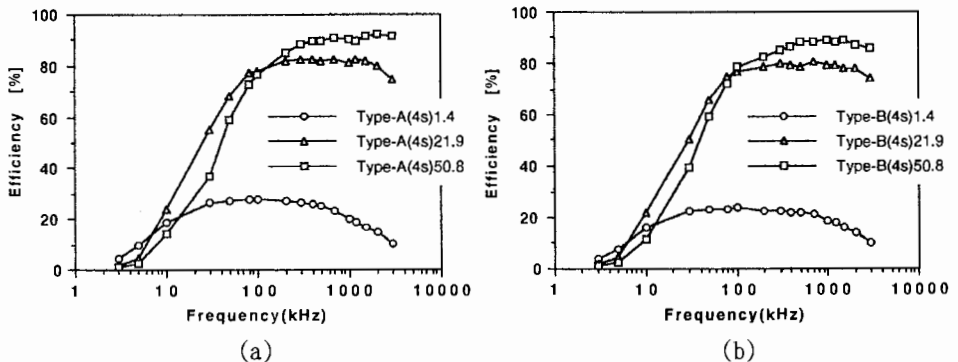 100
80
60
40
20
0
Efficiency [%]
Type-A(4s)1.4
Type-A(4s)21.9
Type-A(4s)50.8
1 10 100 1000 10000
Frequency(kHz)
(a)
100
80
60
40
20
0
Efficiency [%]
Type-B(4s)1.4
Type-B(4s)21.9
Type-B(4s)50.8
1 10 100 1000 10000
Frequency(kHz)
(b)